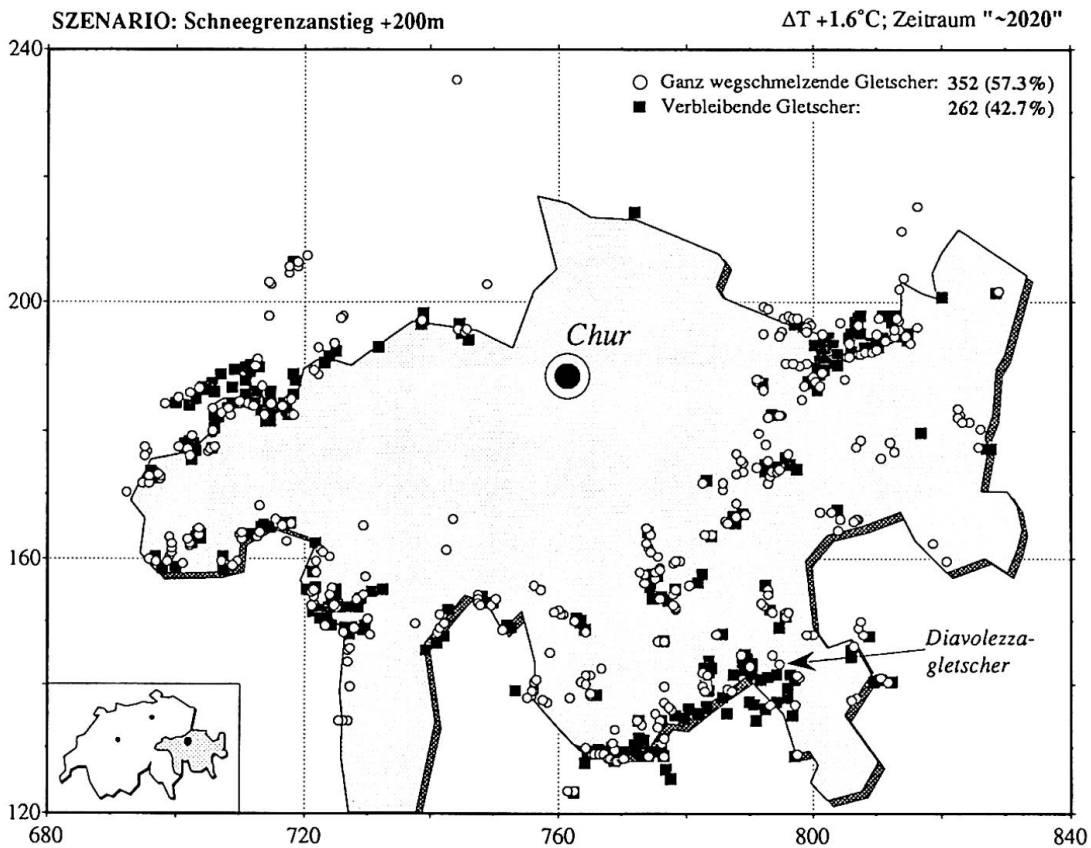 SZENARIO: Schneegrenzanstieg +200m
ΔT +1.6°C; Zeitraum "~2020"
240
Ganz wegschmelzende Gletscher: 352 (57.3%)
Verbleibende Gletscher: 262 (42.7%)
200
Chur
160
Diavolezza-
gletscher
120
680
720
760
800
840